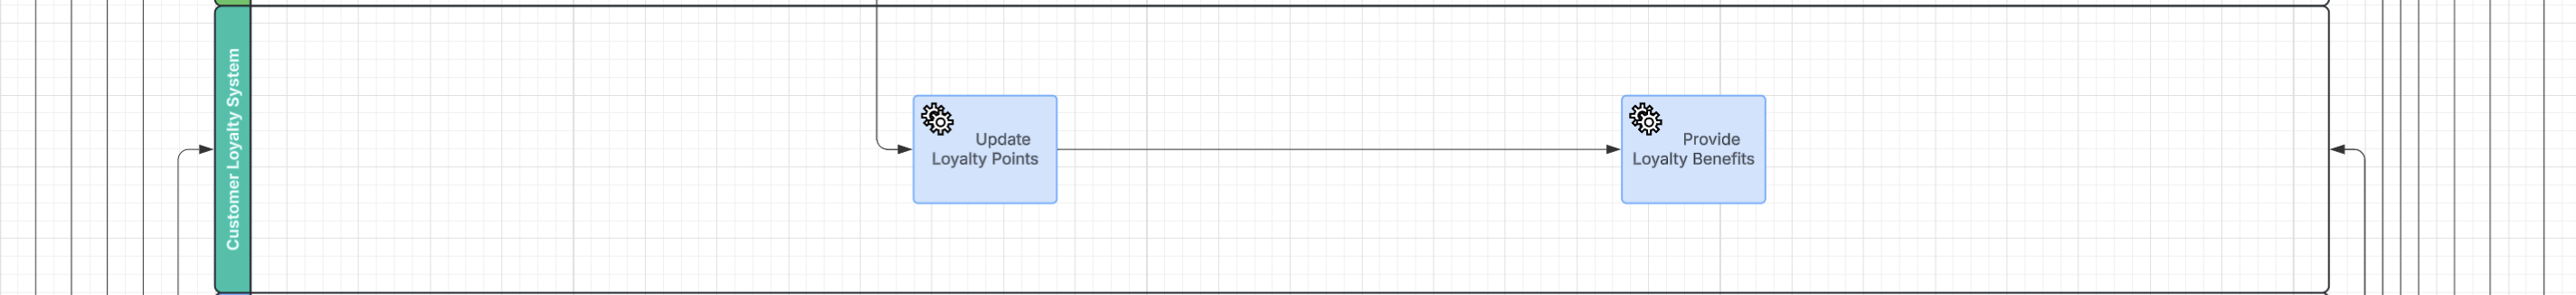 Customer Loyalty System
Update
Loyalty Points
Provide
Loyalty Benefits